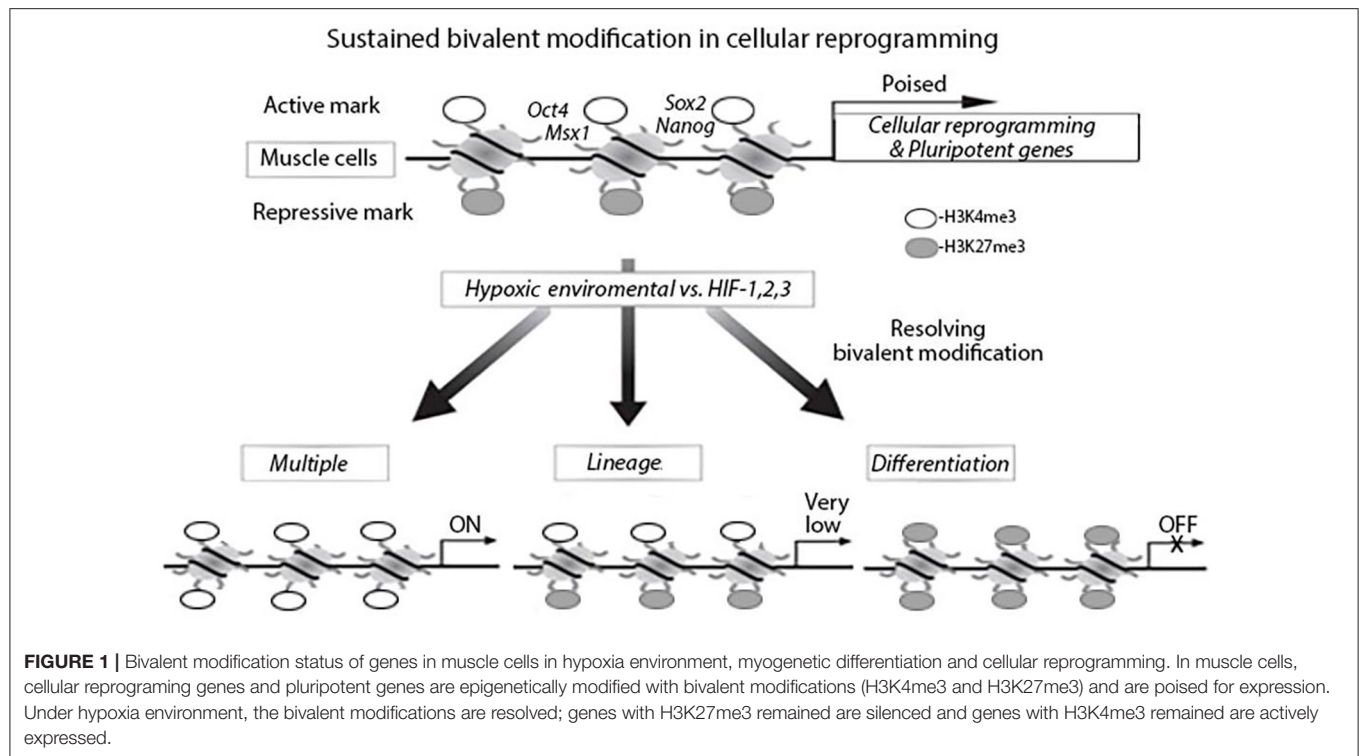 Sustained bivalent modification in cellular reprogramming
Active mark
Oct4
Msx1
Sox2
Nanog
Poised
Cellular reprogramming
& Pluripotent genes
Muscle cells
Repressive mark
-H3K4me3
-H3K27me3
Hypoxic enviromental vs. HIF-1,2,3
Resolving
bivalent modification
Multiple
Lineage
Differentiation
ON
Very
low
OFF
X
FIGURE 1 | Bivalent modification status of genes in muscle cells in hypoxia environment, myogenetic differentiation and cellular reprogramming. In muscle cells,
cellular reprograming genes and pluripotent genes are epigenetically modified with bivalent modifications (H3K4me3 and H3K27me3) and are poised for expression.
Under hypoxia environment, the bivalent modifications are resolved; genes with H3K27me3 remained are silenced and genes with H3K4me3 remained are actively
expressed.